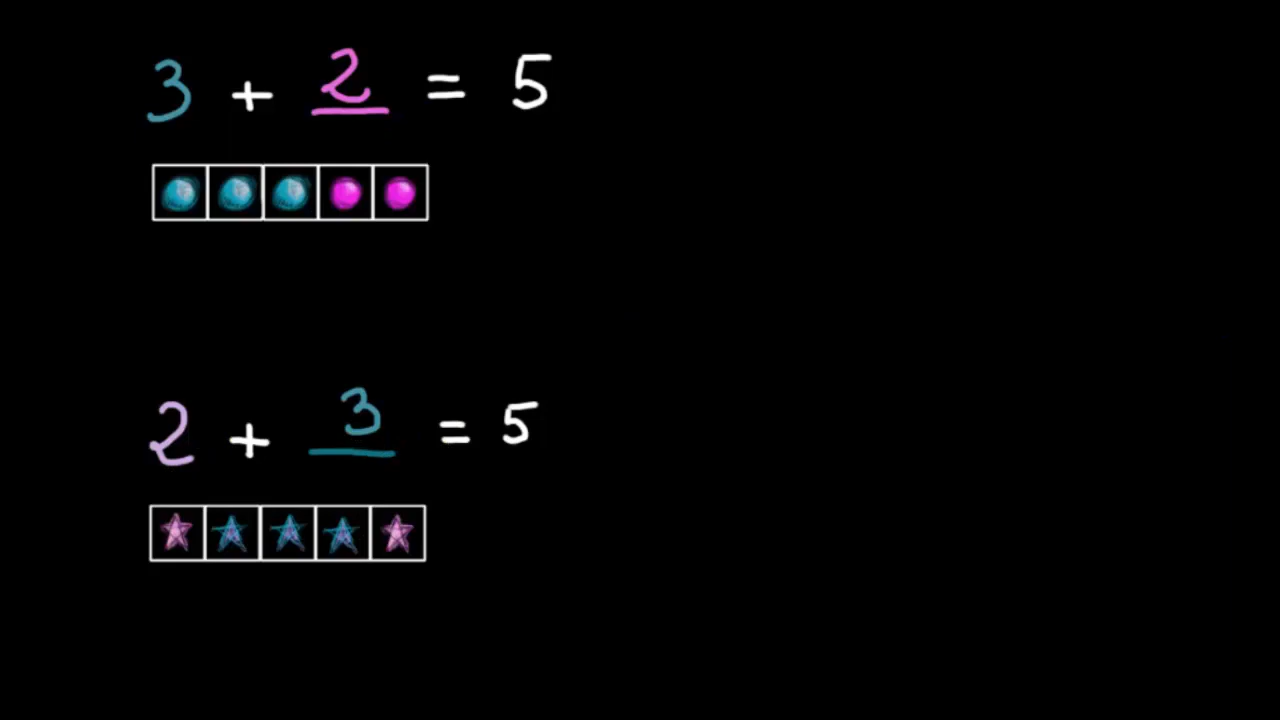 3 + 2 = 5
2 + 3 = 5